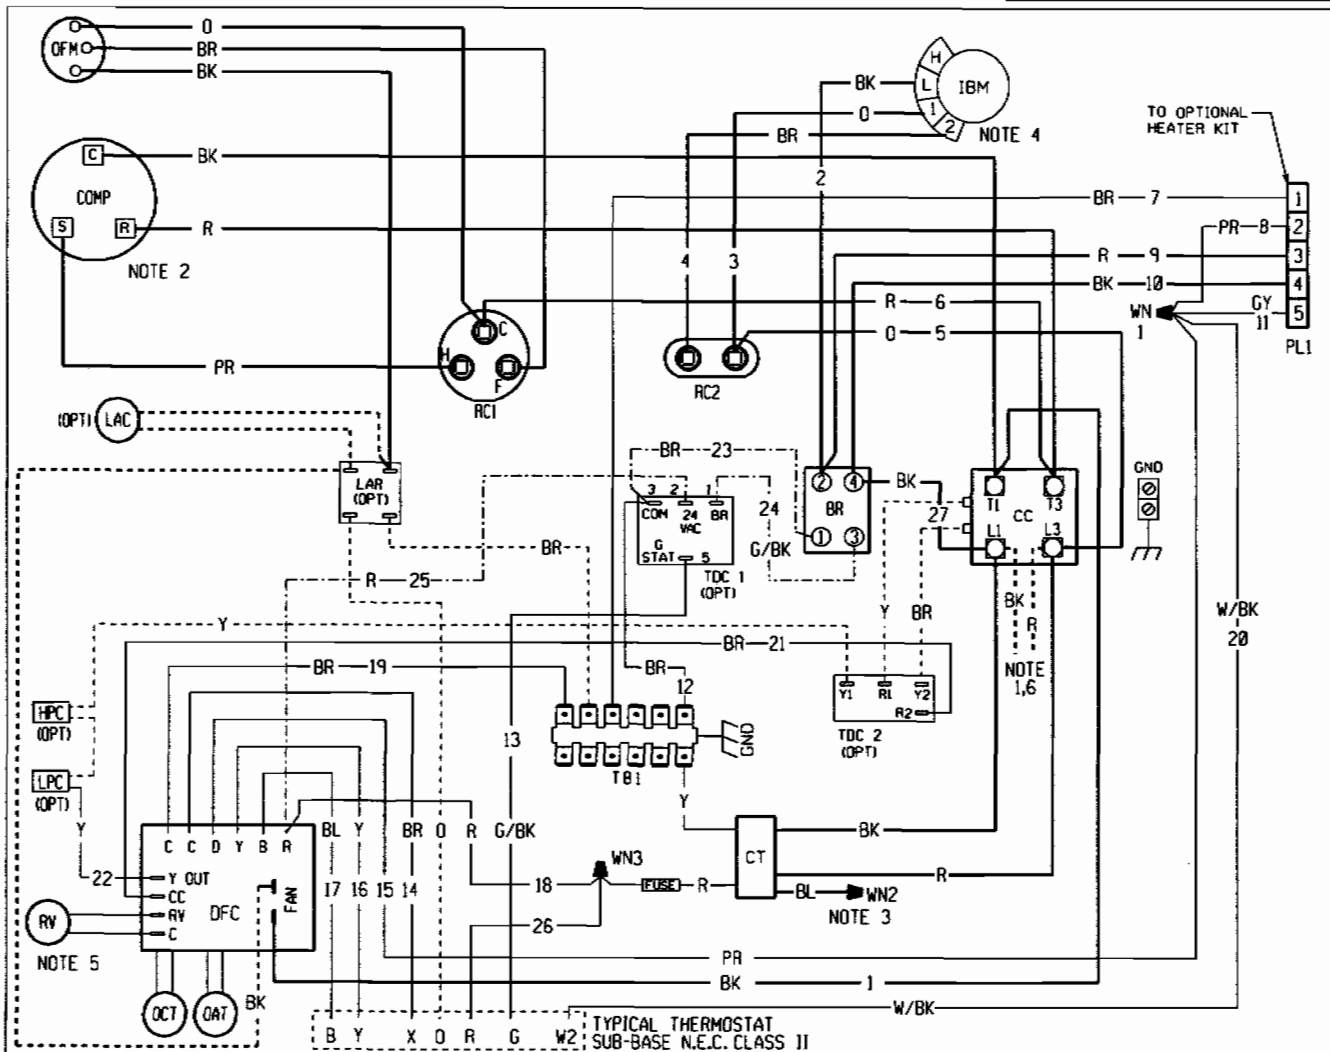 OFM
O
BR
BK
H
L
1
2
IBM
NOTE 4
BK
O
BR
2
TO OPTIONAL
HEATER KIT
C
COMP
S
R
NOTE 2
BK
R
PR
BR 7
PR 8
R 9
BK 10
GY
11
WN
1
1
2
3
4
5
PL1
4
3
R 6
O 5
C
H
F
RC1
RC2
(OPT) LAC
LAR
(OPT)
BR 23
3 2 1
COM 24 BR
VAC
G
STAT 5
TDC 1
(OPT)
24
G/BK
2
4
BR
1
3
BK
27
T1
T3
CC
L1
L3
GND
BR
R 25
Y
BR
BK
R
NOTE
1,6
W/BK
20
Y
BR 21
BR 19
BR
12
Y1 R1 Y2
R2
TDC 2
(OPT)
HPC
(OPT)
LPC
(OPT)
Y
13
GND
TB1
Y
C C D Y B R
BL Y BR O R G/BK
22
Y OUT
CC
RV
C
DFC
FAN
RV
NOTE 5
17 16 15 14
18
WN3
FUSE
R
CT
BK
R
BL
WN2
NOTE 3
26
PR
BK 1
OCT
OAT
BK
W/BK
B Y X O R G W2
TYPICAL THERMOSTAT
SUB-BASE N.E.C. CLASS II